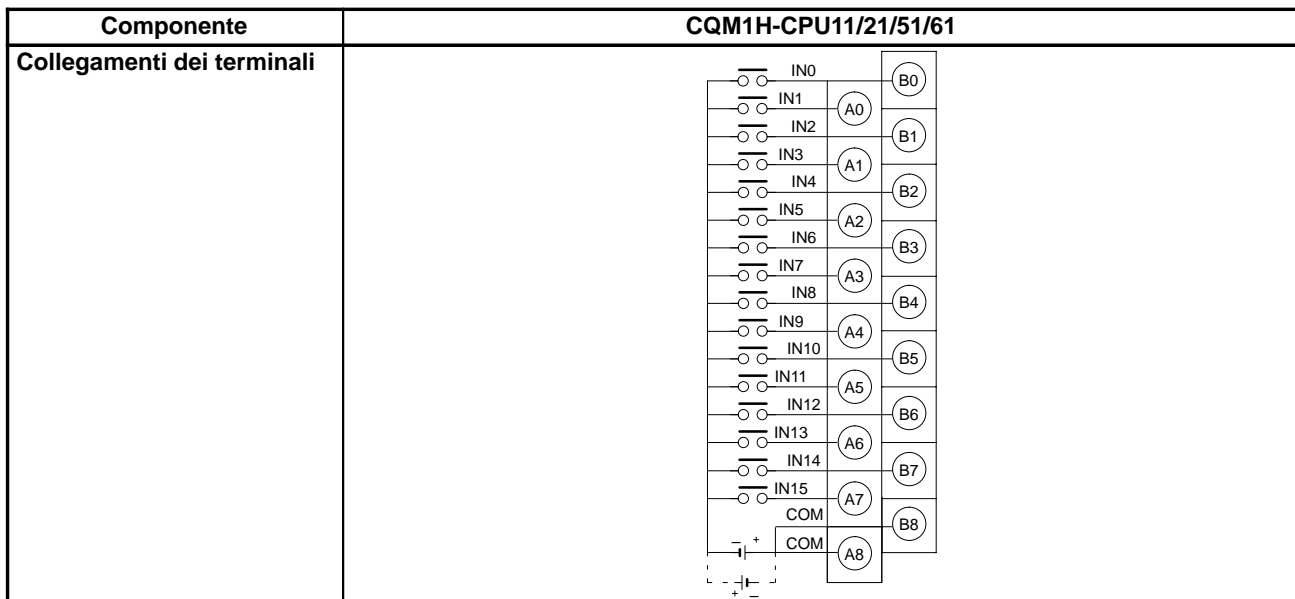 Componente CQM1H-CPU11/21/51/61
Collegamenti dei terminali
IN0 B0
IN1 A0
IN2 B1
IN3 A1
IN4 B2
IN5 A2
IN6 B3
IN7 A3
IN8 B4
IN9 A4
IN10 B5
IN11 A5
IN12 B6
IN13 A6
IN14 B7
IN15 A7
COM B8
– + COM A8
+ –